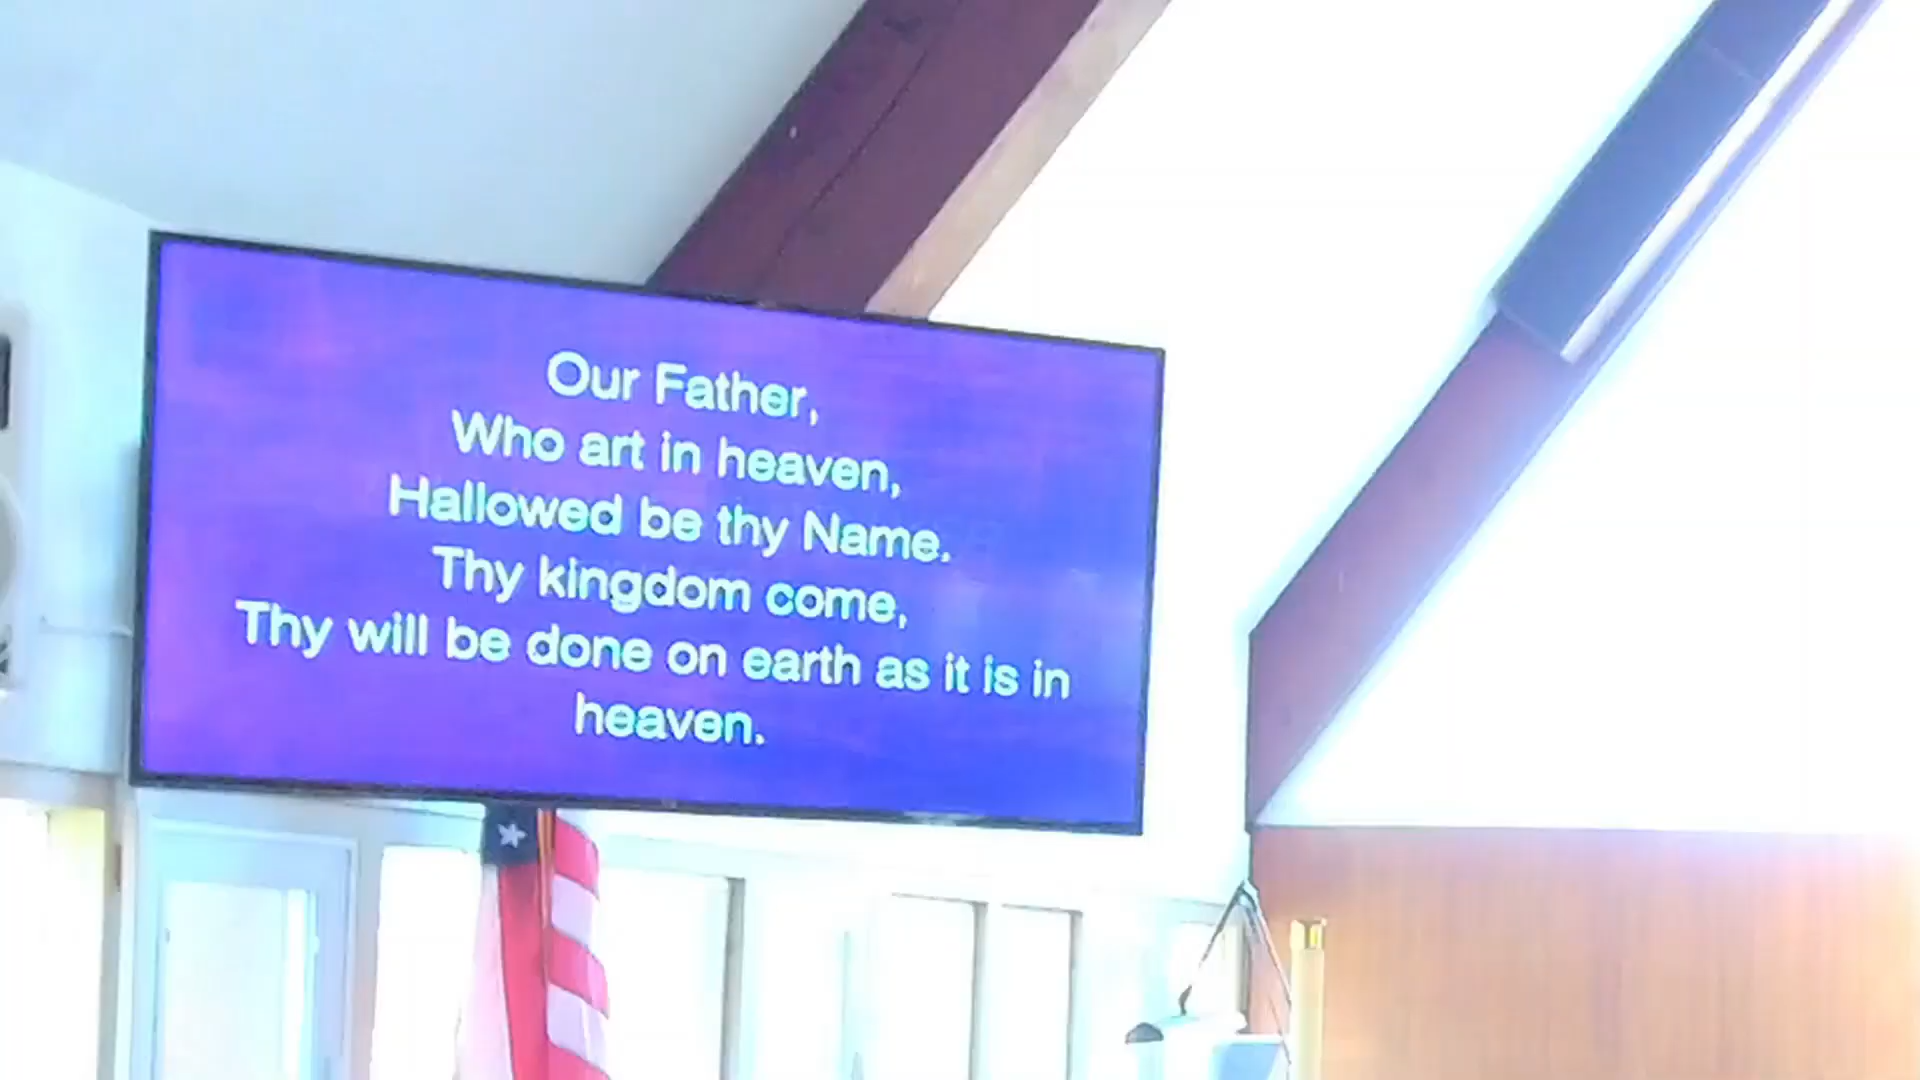 Our Father,
Who art in heaven,
Hallowed be thy Name.
Thy kingdom come,
Thy will be done on earth as it is in
heaven.